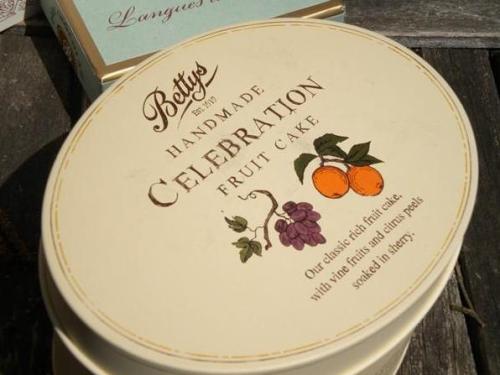 Langues
Bettys
Est. 1919
HANDMADE
CELEBRATION
FRUIT CAKE
Our classic rich fruit cake,
with vine fruits and citrus peels
soaked in sherry.